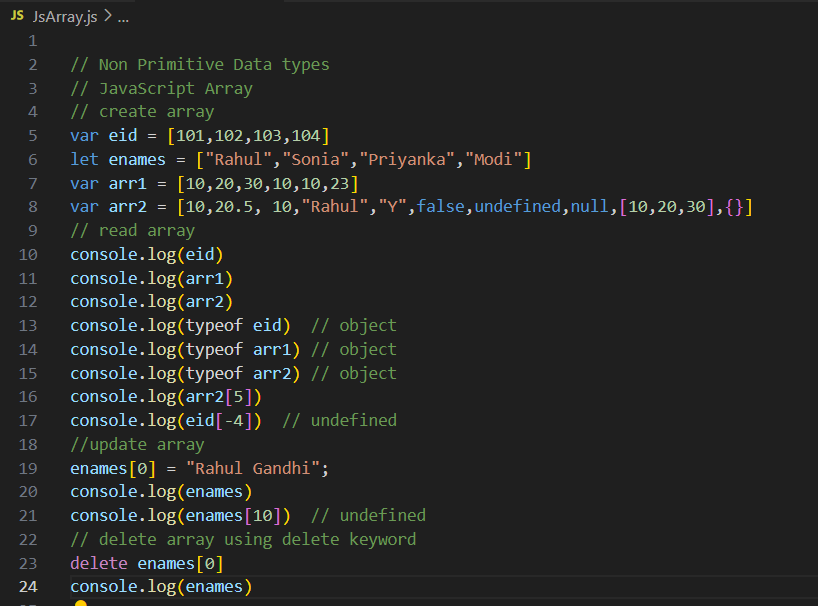 JS JsArray.js > ...
1
2 // Non Primitive Data types
3 // JavaScript Array
4 // create array
5 var eid = [101,102,103,104]
6 let enames = ["Rahul","Sonia","Priyanka","Modi"]
7 var arr1 = [10,20,30,10,10,23]
8 var arr2 = [10,20.5, 10,"Rahul","Y",false,undefined,null,[10,20,30],{}]
9 // read array
10 console.log(eid)
11 console.log(arr1)
12 console.log(arr2)
13 console.log(typeof eid)  // object
14 console.log(typeof arr1) // object
15 console.log(typeof arr2) // object
16 console.log(arr2[5])
17 console.log(eid[-4])  // undefined
18 //update array
19 enames[0] = "Rahul Gandhi";
20 console.log(enames)
21 console.log(enames[10])  // undefined
22 // delete array using delete keyword
23 delete enames[0]
24 console.log(enames)